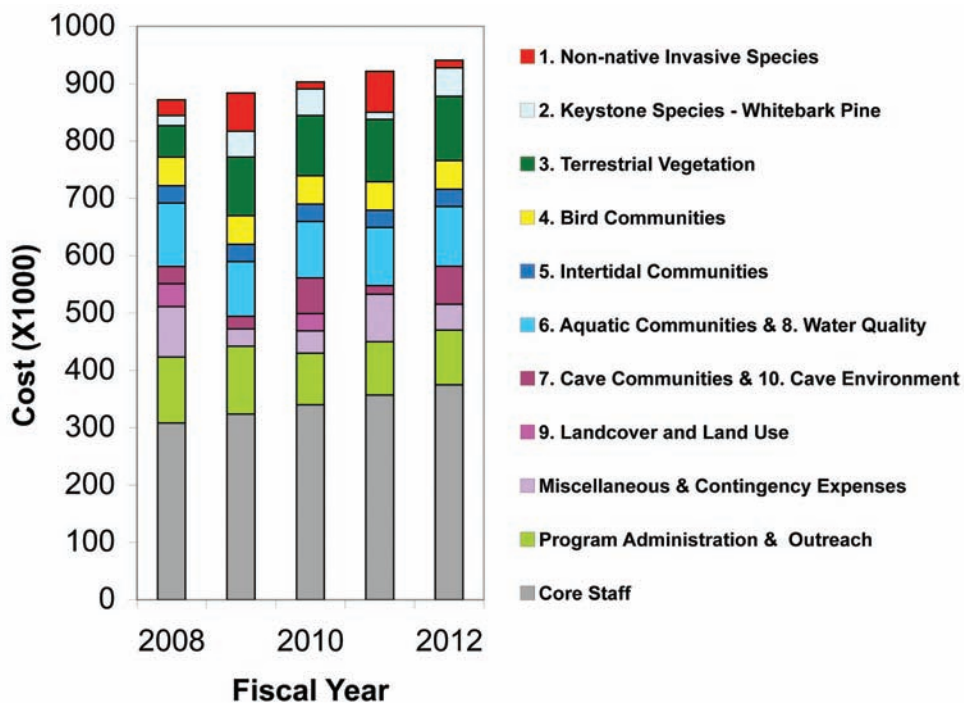 1000
900
800
700
600
500
400
300
200
100
0
Cost (X1000)
2008
2010
2012
Fiscal Year
1. Non-native Invasive Species
2. Keystone Species - Whitebark Pine
3. Terrestrial Vegetation
4. Bird Communities
5. Intertidal Communities
6. Aquatic Communities & 8. Water Quality
7. Cave Communities & 10. Cave Environment
9. Landcover and Land Use
Miscellaneous & Contingency Expenses
Program Administration & Outreach
Core Staff